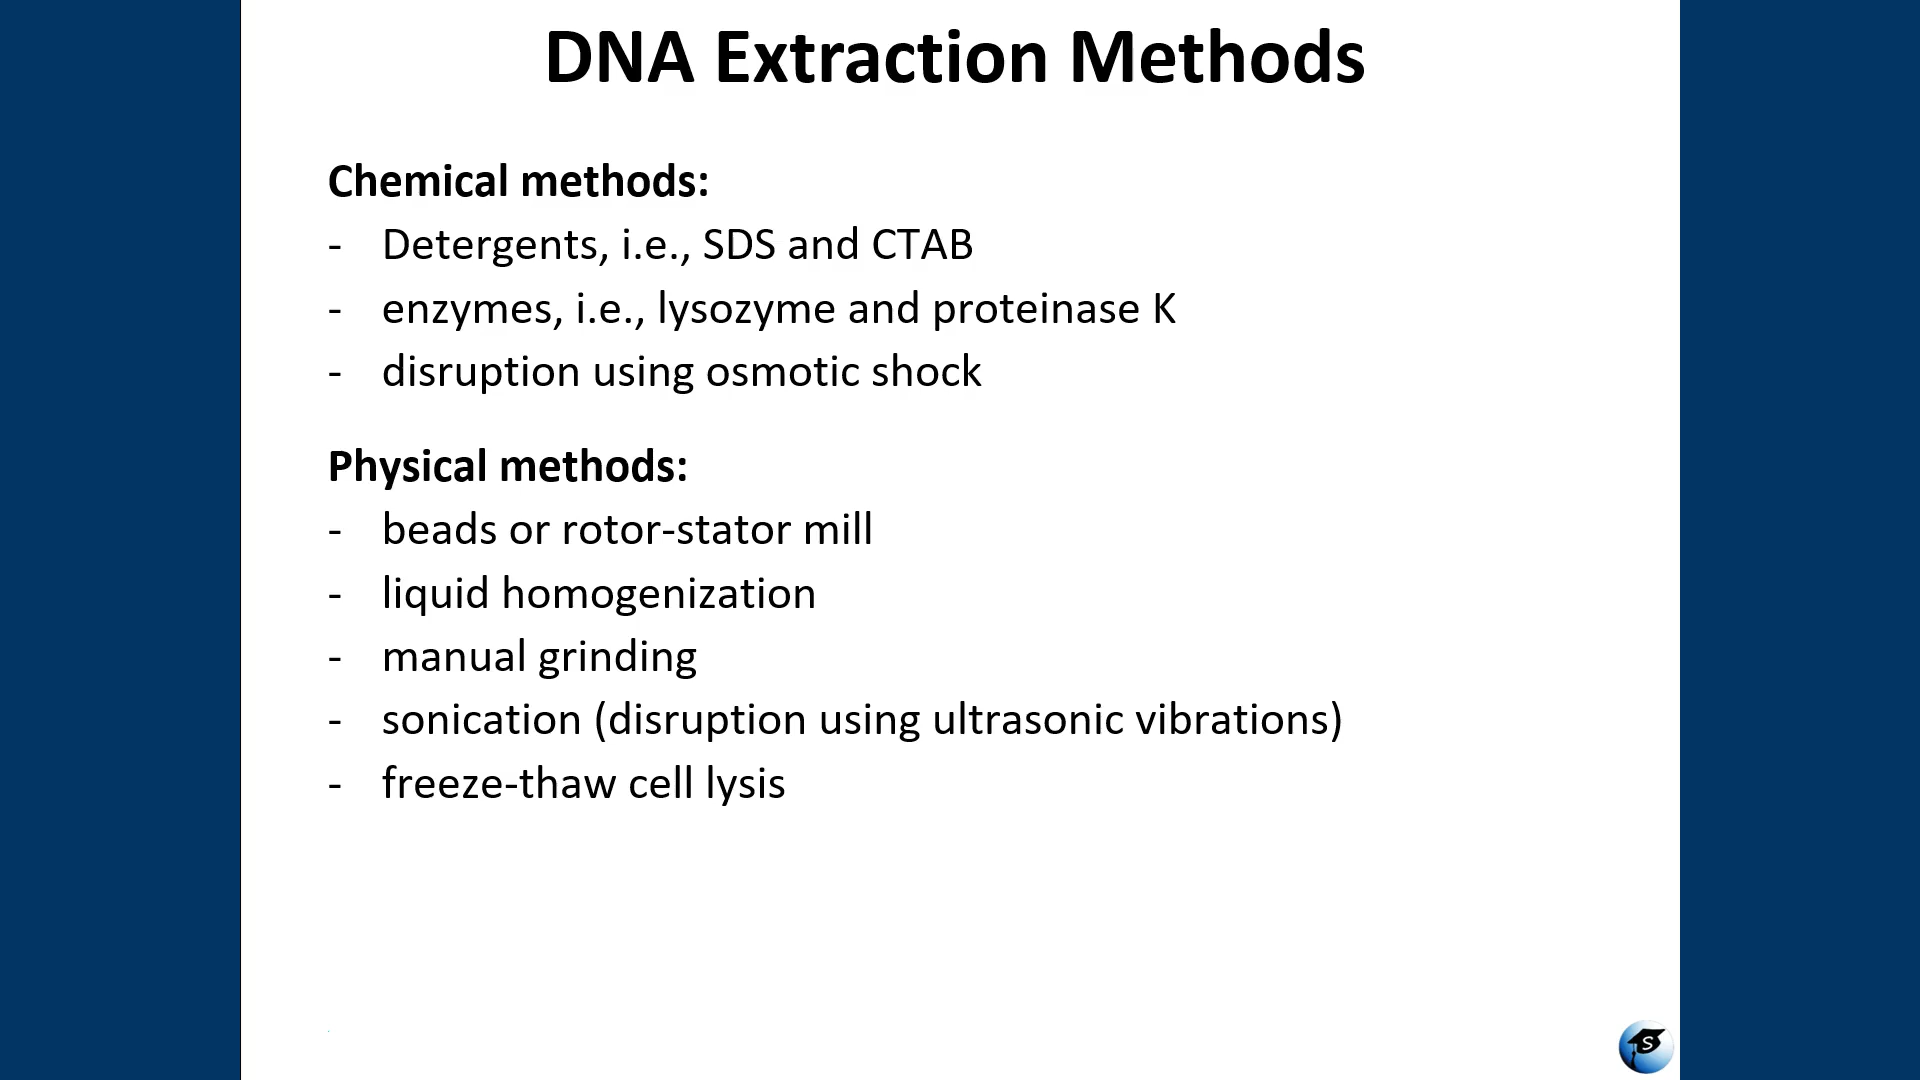 DNA Extraction Methods
Chemical methods:
- Detergents, i.e., SDS and CTAB
- enzymes, i.e., lysozyme and proteinase K
- disruption using osmotic shock
Physical methods:
- beads or rotor-stator mill
- liquid homogenization
- manual grinding
- sonication (disruption using ultrasonic vibrations)
- freeze-thaw cell lysis
S